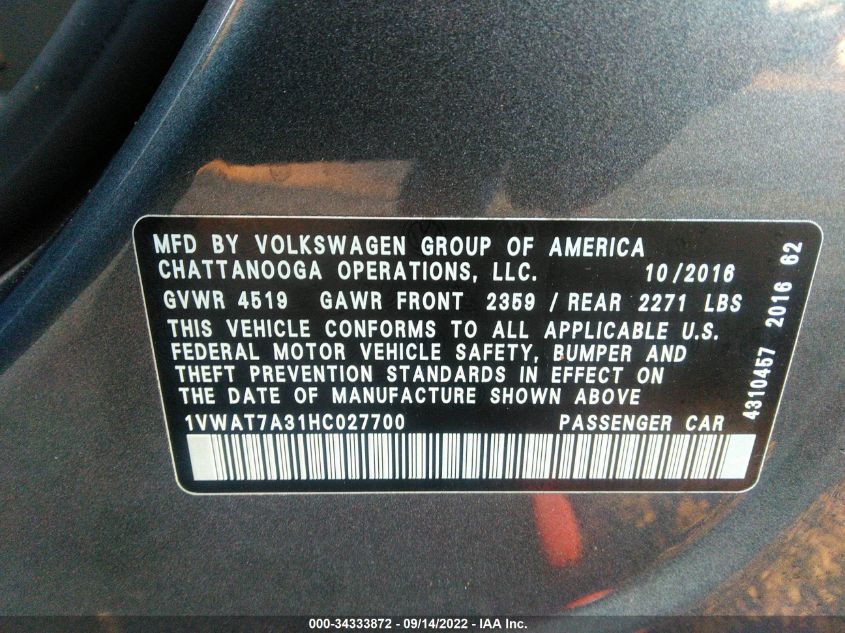 MFD BY VOLKSWAGEN GROUP OF AMERICA
CHATTANOOGA OPERATIONS, LLC. 10/2016
GVWR 4519 GAWR FRONT 2359 / REAR 2271 LBS
THIS VEHICLE CONFORMS TO ALL APPLICABLE U.S.
FEDERAL MOTOR VEHICLE SAFETY, BUMPER AND
THEFT PREVENTION STANDARDS IN EFFECT ON
THE DATE OF MANUFACTURE SHOWN ABOVE
1VWAT7A31HC027700 PASSENGER CAR
4310457 2016 62
000-34333872 - 09/14/2022 - IAA Inc.